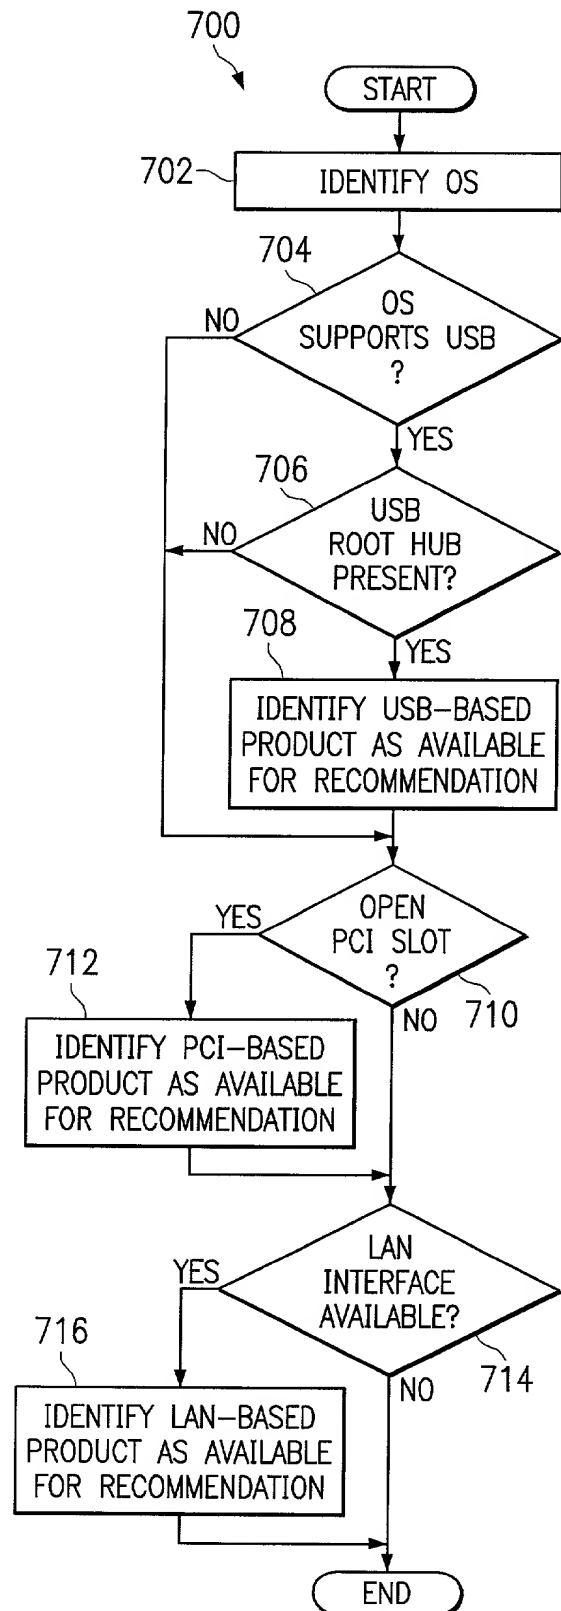 700
START
702
IDENTIFY OS
704
OS
SUPPORTS USB
?
NO
YES
706
USB
ROOT HUB
PRESENT?
NO
YES
708
IDENTIFY USB-BASED
PRODUCT AS AVAILABLE
FOR RECOMMENDATION
OPEN
PCI SLOT
?
YES
710
NO
712
IDENTIFY PCI-BASED
PRODUCT AS AVAILABLE
FOR RECOMMENDATION
LAN
INTERFACE
AVAILABLE?
YES
714
NO
716
IDENTIFY LAN-BASED
PRODUCT AS AVAILABLE
FOR RECOMMENDATION
END